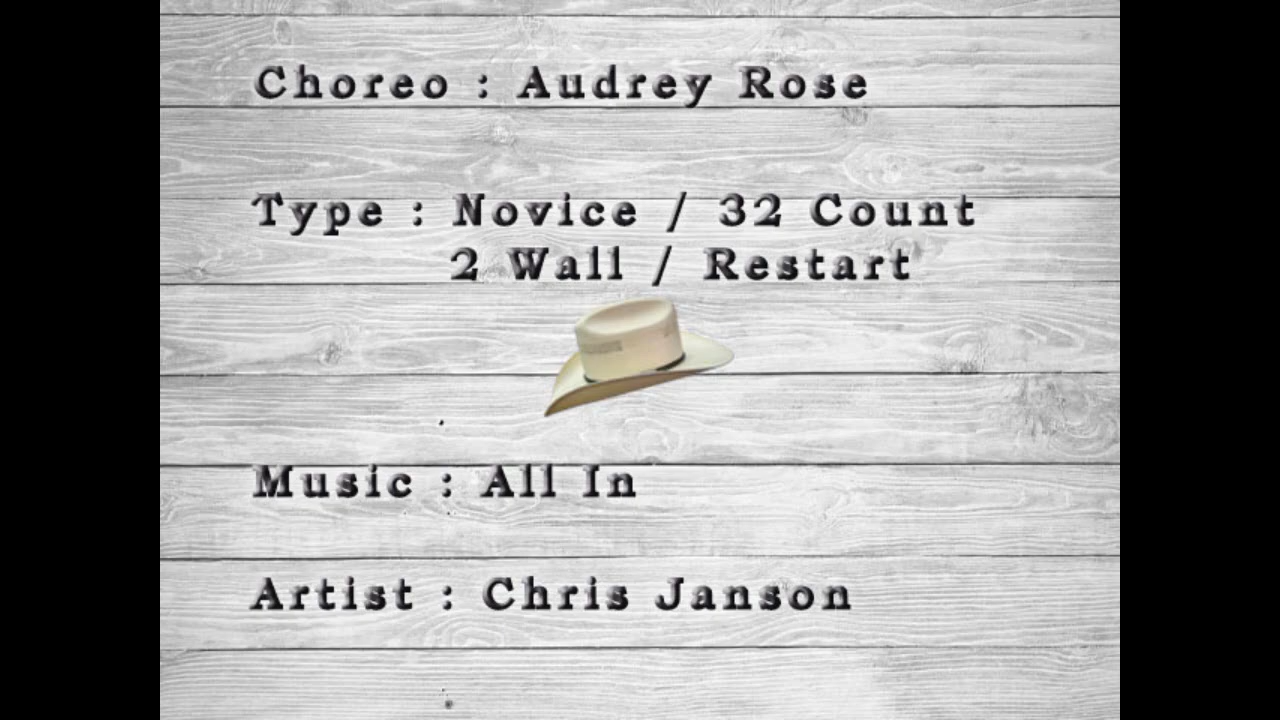 Choreo : Audrey Rose
Type : Novice / 32 Count
2 Wall / Restart
Music : All In
Artist : Chris Janson